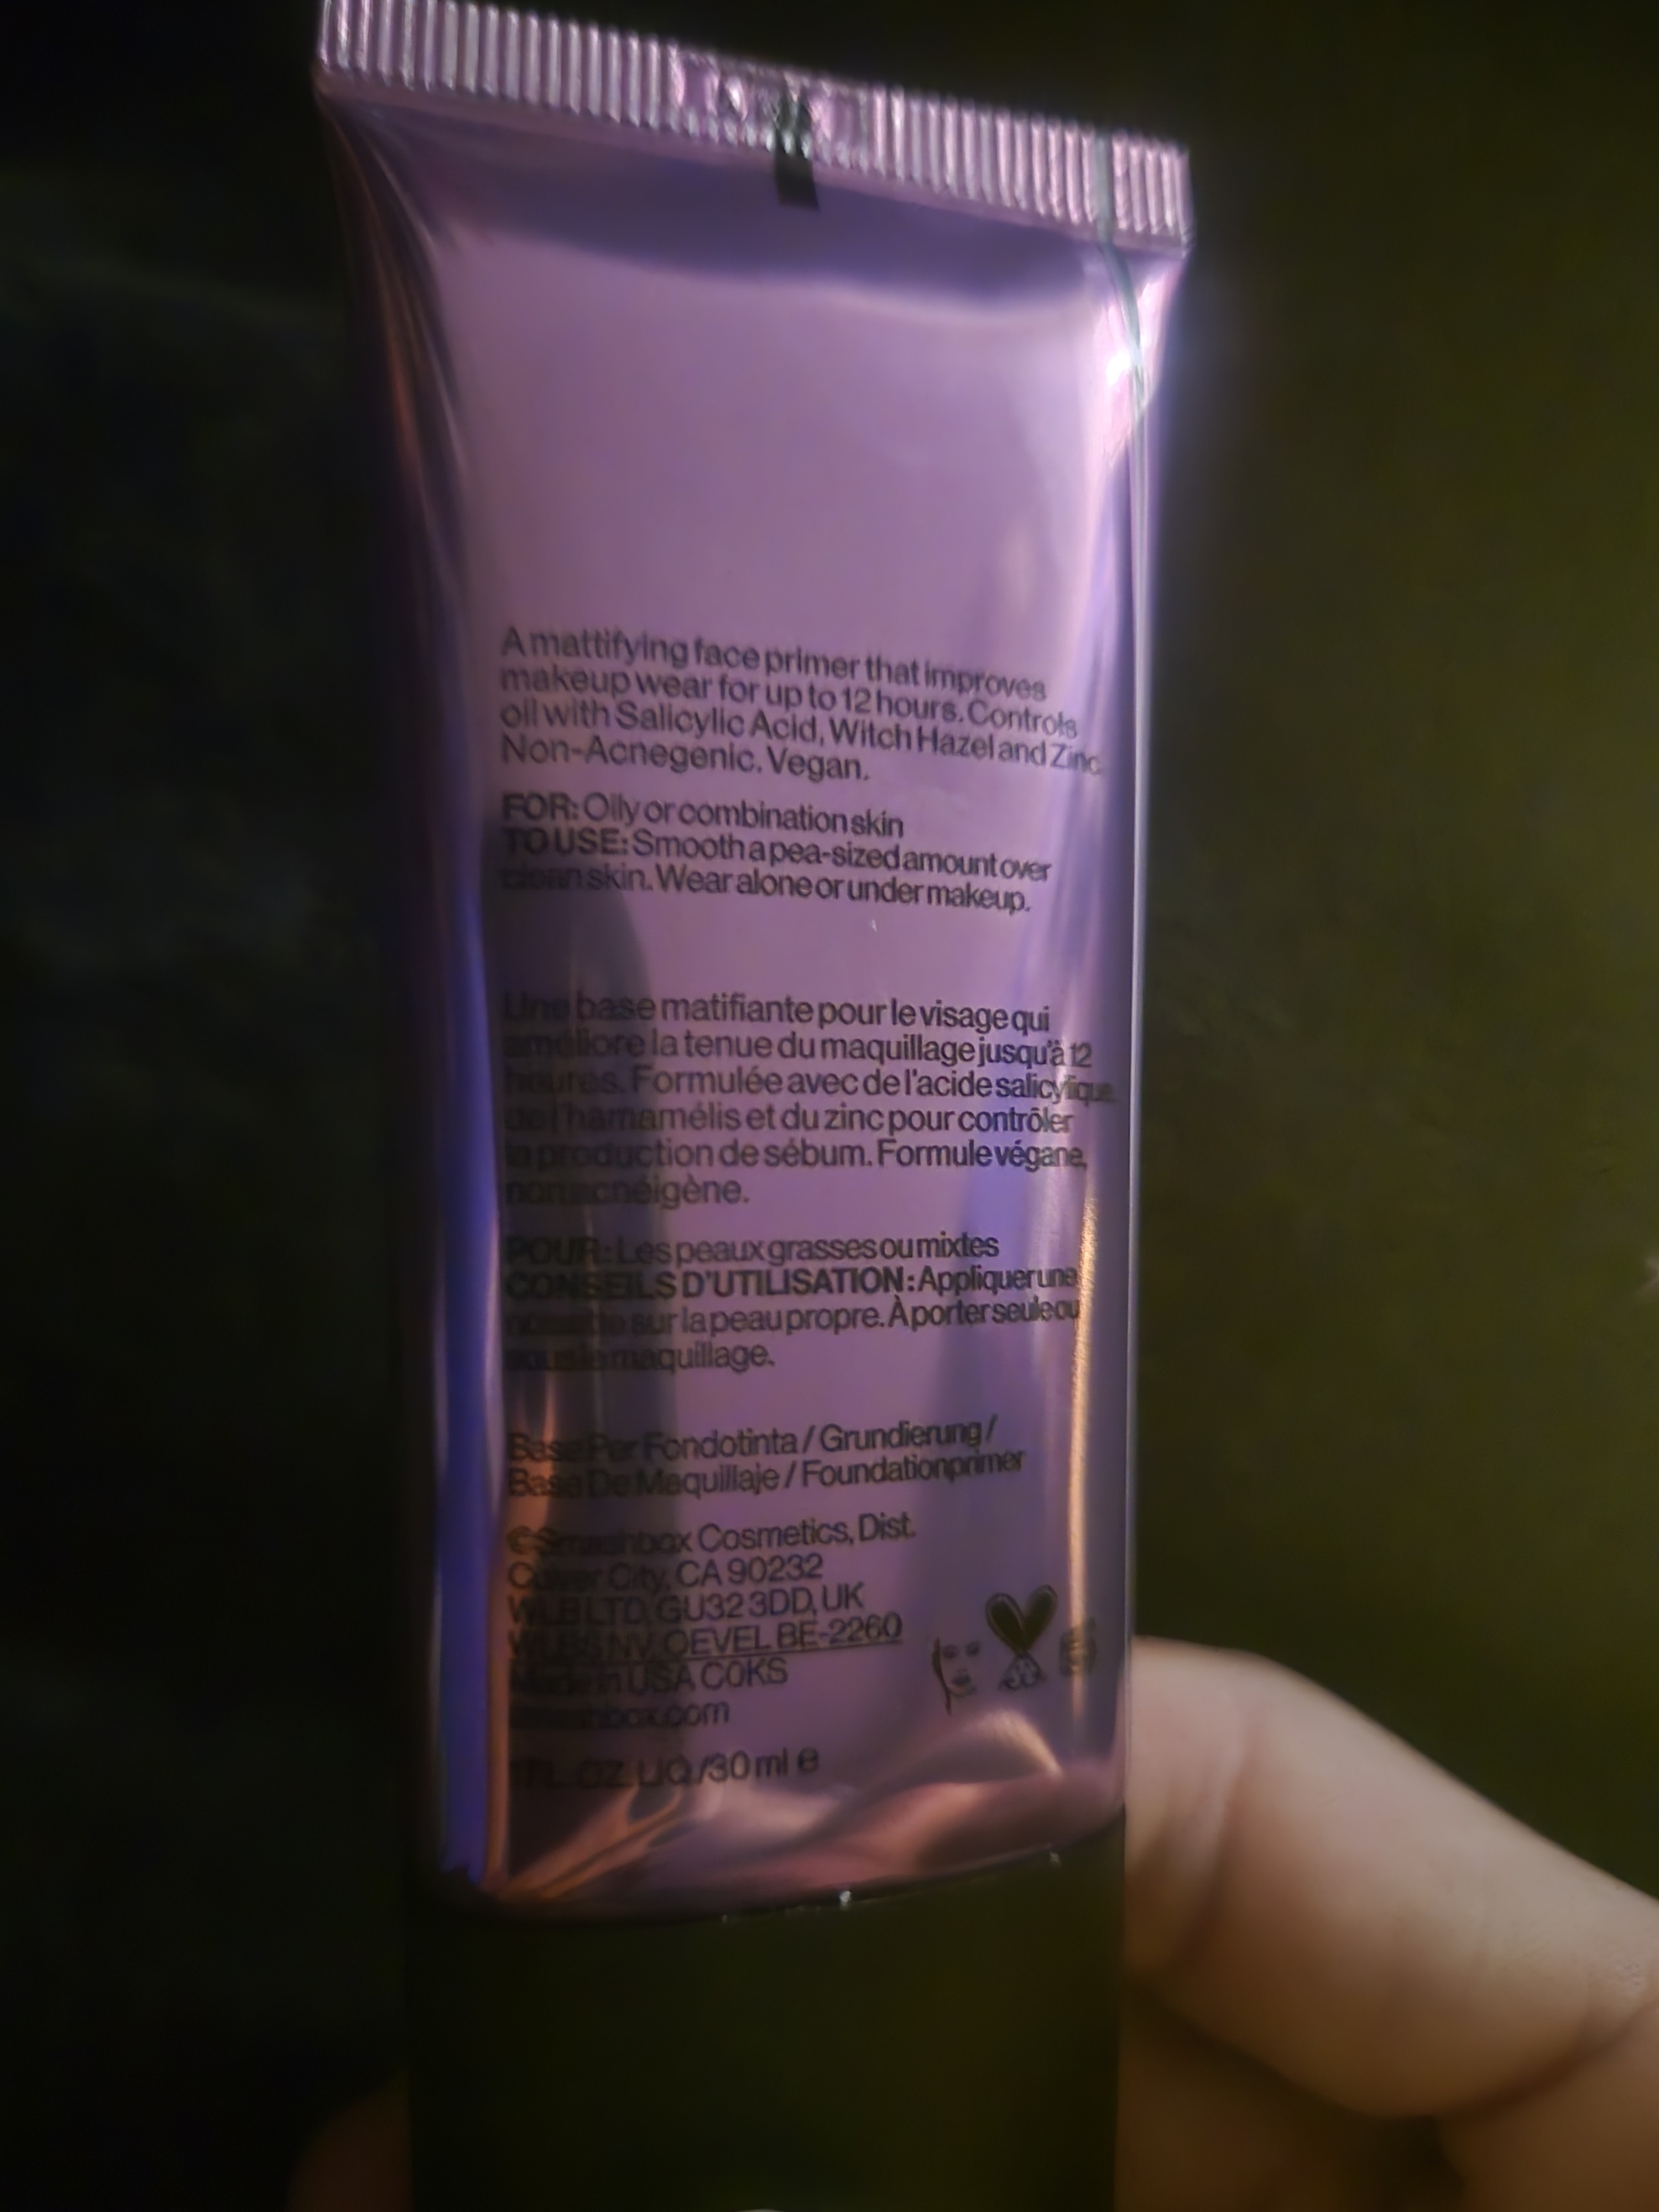 A mattifying face primer that improves
makeup wear for up to 12 hours. Controls
oil with Salicylic Acid, Witch Hazel and Zinc.
Non-Acnegenic. Vegan.
FOR: Oily or combination skin
TO USE: Smooth a pea-sized amount over
clean skin. Wear alone or under makeup.
Une base matifiante pour le visage qui
améliore la tenue du maquillage jusqu'à 12
heures. Formulée avec de l'acide salicylique,
de l'hamamélis et du zinc pour contrôler
la production de sébum. Formule végane,
non acnéigène.
POUR: Les peaux grasses ou mixtes
CONSEILS D'UTILISATION: Appliquer une
noisette sur la peau propre. À porter seule ou
sous le maquillage.
Base Per Fondotinta / Grundierung /
Base De Maquillaje / Foundationprimer
©Smashbox Cosmetics, Dist.
Culver City, CA 90232
WLB LTD, GU32 3DD, UK
NV, OEVEL BE-2260
Made in USA C0KS
smashbox.com
1 FL.OZ.LIQ./30 ml e